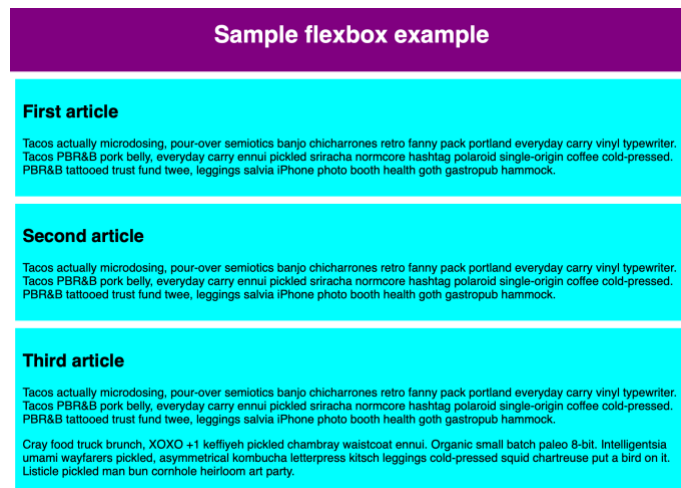 Sample flexbox example
First article
Tacos actually microdosing, pour-over semiotics banjo chicharrones retro fanny pack portland everyday carry vinyl typewriter.
Tacos PBR&B pork belly, everyday carry ennui pickled sriracha normcore hashtag polaroid single-origin coffee cold-pressed.
PBR&B tattooed trust fund twee, leggings salvia iPhone photo booth health goth gastropub hammock.
Second article
Tacos actually microdosing, pour-over semiotics banjo chicharrones retro fanny pack portland everyday carry vinyl typewriter.
Tacos PBR&B pork belly, everyday carry ennui pickled sriracha normcore hashtag polaroid single-origin coffee cold-pressed.
PBR&B tattooed trust fund twee, leggings salvia iPhone photo booth health goth gastropub hammock.
Third article
Tacos actually microdosing, pour-over semiotics banjo chicharrones retro fanny pack portland everyday carry vinyl typewriter.
Tacos PBR&B pork belly, everyday carry ennui pickled sriracha normcore hashtag polaroid single-origin coffee cold-pressed.
PBR&B tattooed trust fund twee, leggings salvia iPhone photo booth health goth gastropub hammock.
Cray food truck brunch, XOXO +1 keffiyeh pickled chambray waistcoat ennui. Organic small batch paleo 8-bit. Intelligentsia
umami wayfarers pickled, asymmetrical kombucha letterpress kitsch leggings cold-pressed squid chartreuse put a bird on it.
Listicle pickled man bun cornhole heirloom art party.